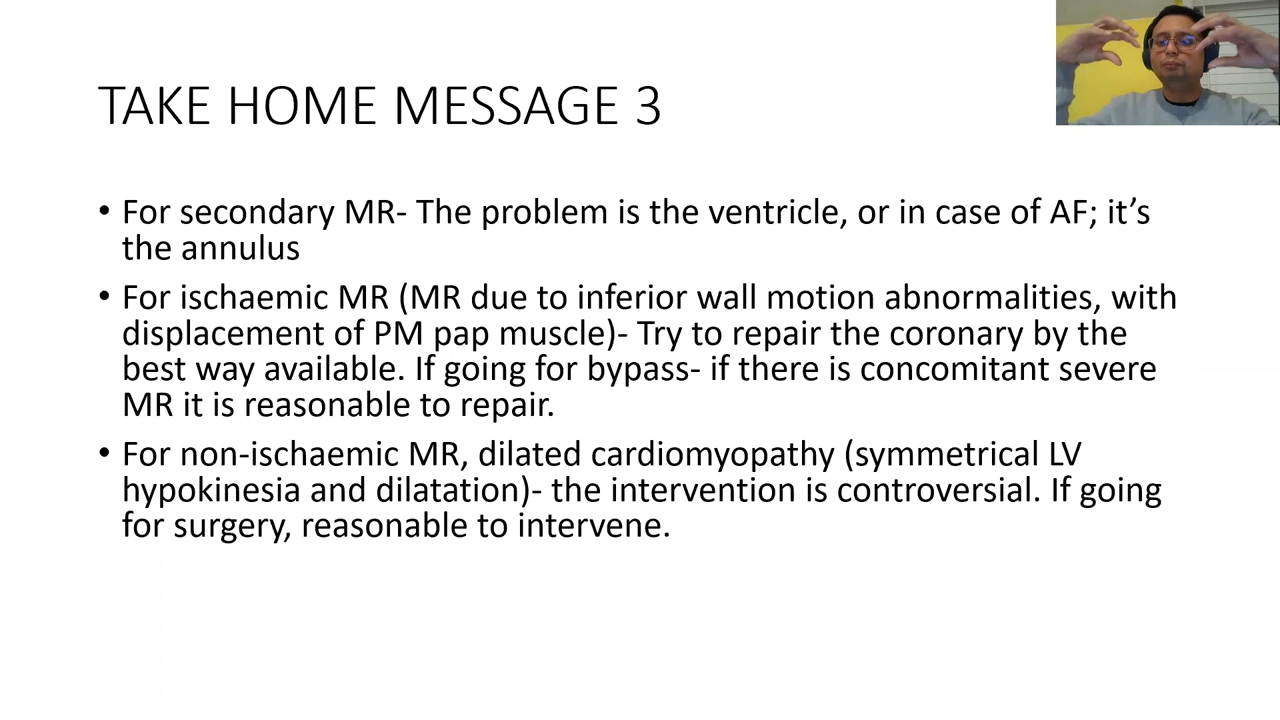 TAKE HOME MESSAGE 3
• For secondary MR- The problem is the ventricle, or in case of AF; it’s
the annulus
• For ischaemic MR (MR due to inferior wall motion abnormalities, with
displacement of PM pap muscle)- Try to repair the coronary by the
best way available. If going for bypass- if there is concomitant severe
MR it is reasonable to repair.
• For non-ischaemic MR, dilated cardiomyopathy (symmetrical LV
hypokinesia and dilatation)- the intervention is controversial. If going
for surgery, reasonable to intervene.